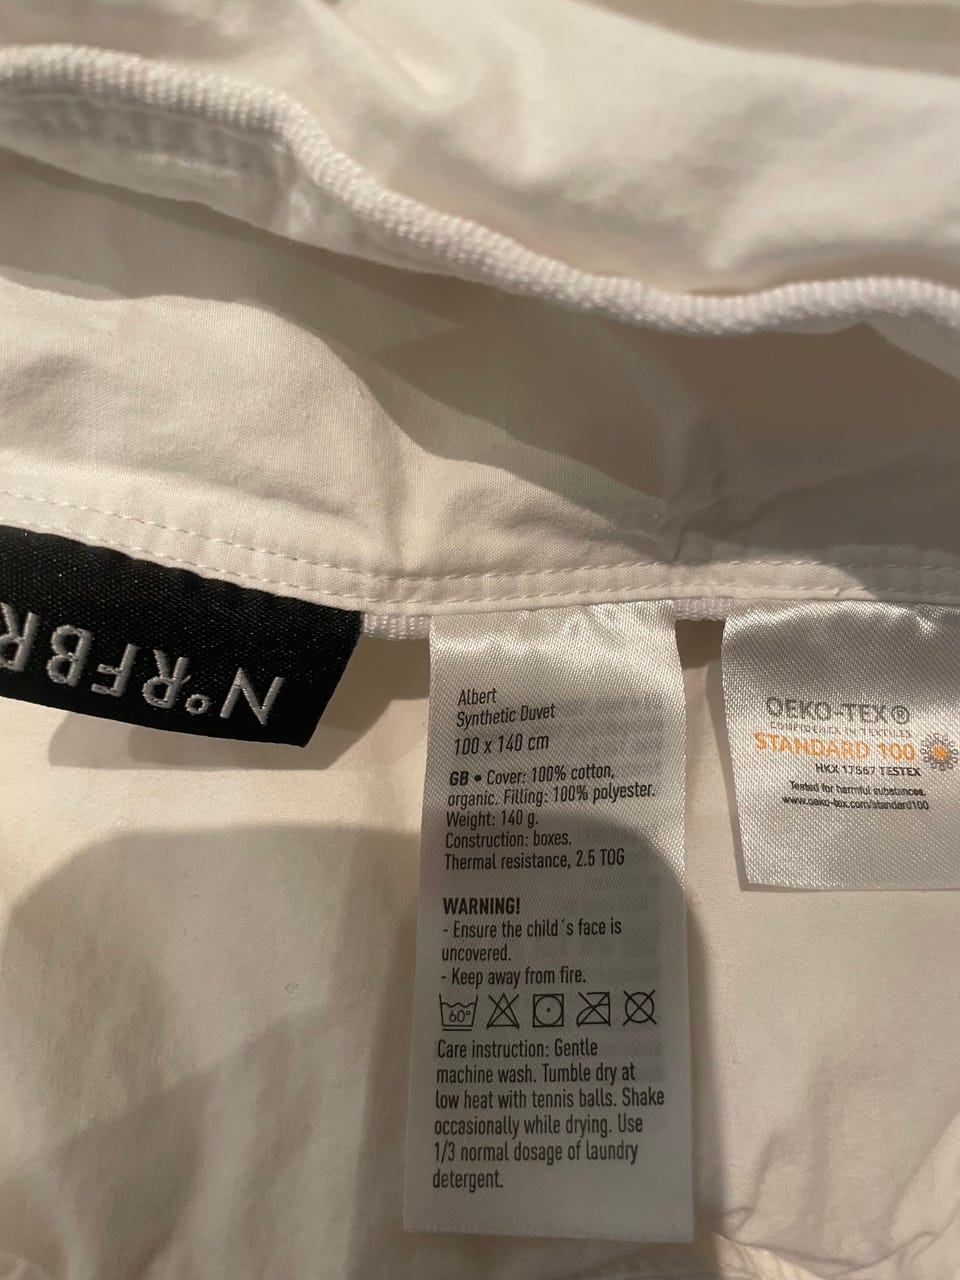 N°RFBR
Albert
Synthetic Duvet
100 x 140 cm
GB • Cover: 100% cotton,
organic. Filling: 100% polyester.
Weight: 140 g.
Construction: boxes.
Thermal resistance, 2.5 TOG
WARNING!
- Ensure the child´s face is
uncovered.
- Keep away from fire.
60°
Care instruction: Gentle
machine wash. Tumble dry at
low heat with tennis balls. Shake
occasionally while drying. Use
1/3 normal dosage of laundry
detergent.
OEKO-TEX®
CONFIDENCE IN TEXTILES
STANDARD 100
HKX 17567 TESTEX
Tested for harmful substances.
www.oeko-tex.com/standard100